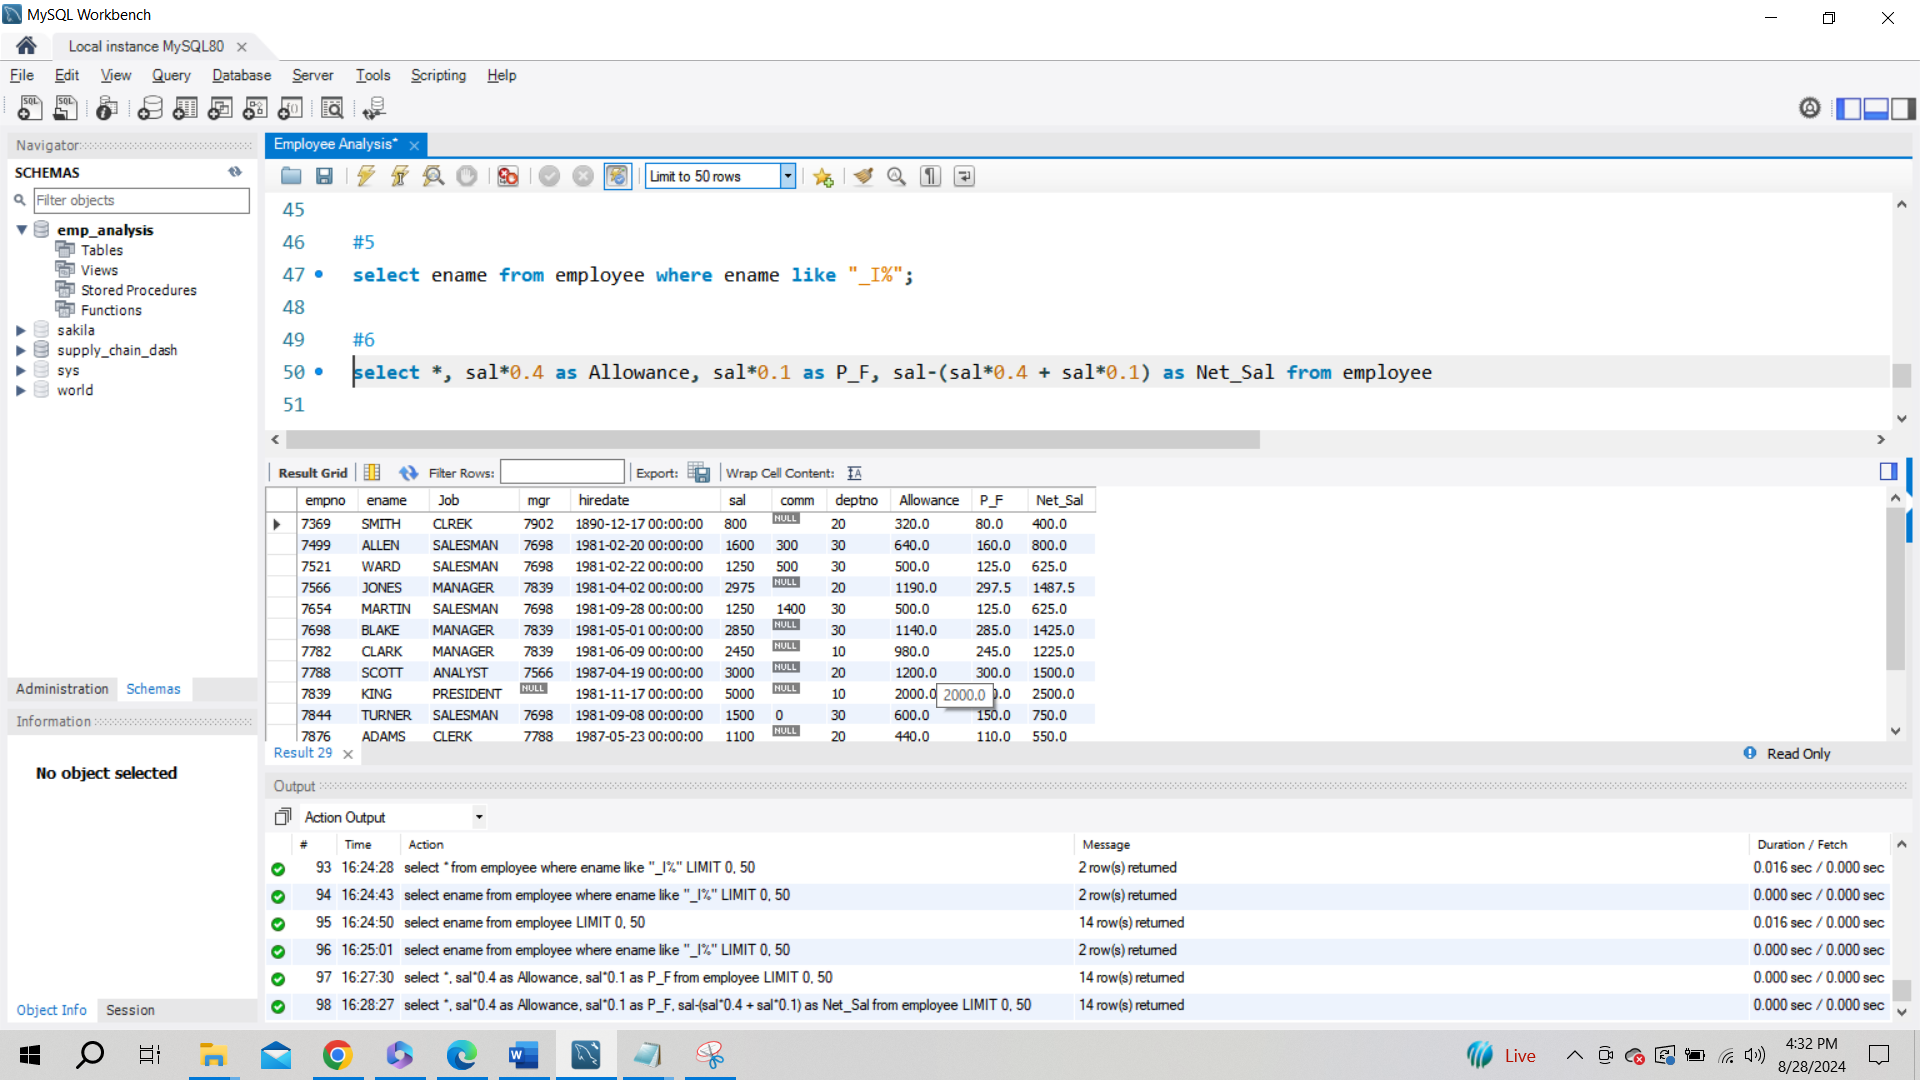 MySQL Workbench
Local instance MySQL80
File Edit View Query Database Server Tools Scripting Help
Navigator
SCHEMAS
Filter objects
emp_analysis
Tables
Views
Stored Procedures
Functions
sakila
supply_chain_dash
sys
world
Administration Schemas
Information
No object selected
Object Info Session
Employee Analysis*
Limit to 50 rows
45
46 #5
47 select ename from employee where ename like "_I%";
48
49 #6
50 select *, sal*0.4 as Allowance, sal*0.1 as P_F, sal-(sal*0.4 + sal*0.1) as Net_Sal from employee
51
Result Grid Filter Rows: Export: Wrap Cell Content:
empno ename Job mgr hiredate sal comm deptno Allowance P_F Net_Sal
7369 SMITH CLREK 7902 1890-12-17 00:00:00 800 NULL 20 320.0 80.0 400.0
7499 ALLEN SALESMAN 7698 1981-02-20 00:00:00 1600 300 30 640.0 160.0 800.0
7521 WARD SALESMAN 7698 1981-02-22 00:00:00 1250 500 30 500.0 125.0 625.0
7566 JONES MANAGER 7839 1981-04-02 00:00:00 2975 NULL 20 1190.0 297.5 1487.5
7654 MARTIN SALESMAN 7698 1981-09-28 00:00:00 1250 1400 30 500.0 125.0 625.0
7698 BLAKE MANAGER 7839 1981-05-01 00:00:00 2850 NULL 30 1140.0 285.0 1425.0
7782 CLARK MANAGER 7839 1981-06-09 00:00:00 2450 NULL 10 980.0 245.0 1225.0
7788 SCOTT ANALYST 7566 1987-04-19 00:00:00 3000 NULL 20 1200.0 300.0 1500.0
7839 KING PRESIDENT NULL 1981-11-17 00:00:00 5000 NULL 10 2000.0 2000.0 2500.0
7844 TURNER SALESMAN 7698 1981-09-08 00:00:00 1500 0 30 600.0 150.0 750.0
7876 ADAMS CLERK 7788 1987-05-23 00:00:00 1100 NULL 20 440.0 110.0 550.0
Result 29
Read Only
Output
Action Output
# Time Action Message Duration / Fetch
93 16:24:28 select * from employee where ename like "_I%" LIMIT 0, 50 2 row(s) returned 0.016 sec / 0.000 sec
94 16:24:43 select ename from employee where ename like "_I%" LIMIT 0, 50 2 row(s) returned 0.000 sec / 0.000 sec
95 16:24:50 select ename from employee LIMIT 0, 50 14 row(s) returned 0.016 sec / 0.000 sec
96 16:25:01 select ename from employee where ename like "_I%" LIMIT 0, 50 2 row(s) returned 0.000 sec / 0.000 sec
97 16:27:30 select *, sal*0.4 as Allowance, sal*0.1 as P_F from employee LIMIT 0, 50 14 row(s) returned 0.000 sec / 0.000 sec
98 16:28:27 select *, sal*0.4 as Allowance, sal*0.1 as P_F, sal-(sal*0.4 + sal*0.1) as Net_Sal from employee LIMIT 0, 50 14 row(s) returned 0.000 sec / 0.000 sec
Live
4:32 PM
8/28/2024